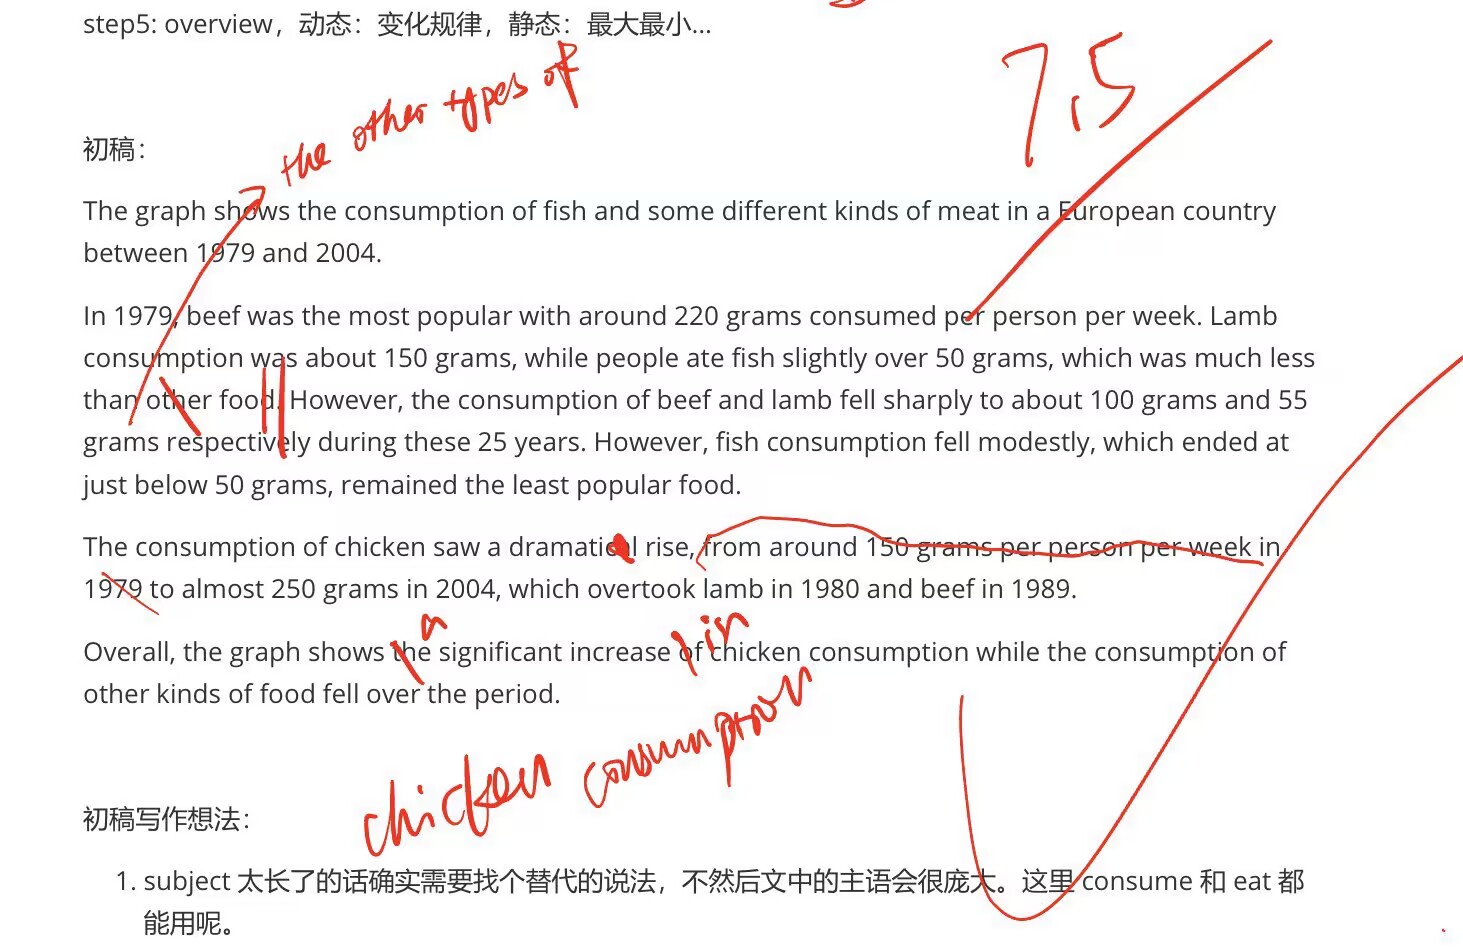 step5: overview，动态：变化规律，静态：最大最小...
the other types of
7.5
初稿：
The graph shows the consumption of fish and some different kinds of meat in a European country
between 1979 and 2004.
In 1979, beef was the most popular with around 220 grams consumed per person per week. Lamb
consumption was about 150 grams, while people ate fish slightly over 50 grams, which was much less
than other food. However, the consumption of beef and lamb fell sharply to about 100 grams and 55
grams respectively during these 25 years. However, fish consumption fell modestly, which ended at
just below 50 grams, remained the least popular food.
The consumption of chicken saw a dramatical rise, from around 150 grams per person per week in
1979 to almost 250 grams in 2004, which overtook lamb in 1980 and beef in 1989.
a in
Overall, the graph shows the significant increase of chicken consumption while the consumption of
other kinds of food fell over the period.
chicken consumption
初稿写作想法：
1. subject 太长了的话确实需要找个替代的说法，不然后文中的主语会很庞大。这里 consume 和 eat 都
能用呢。